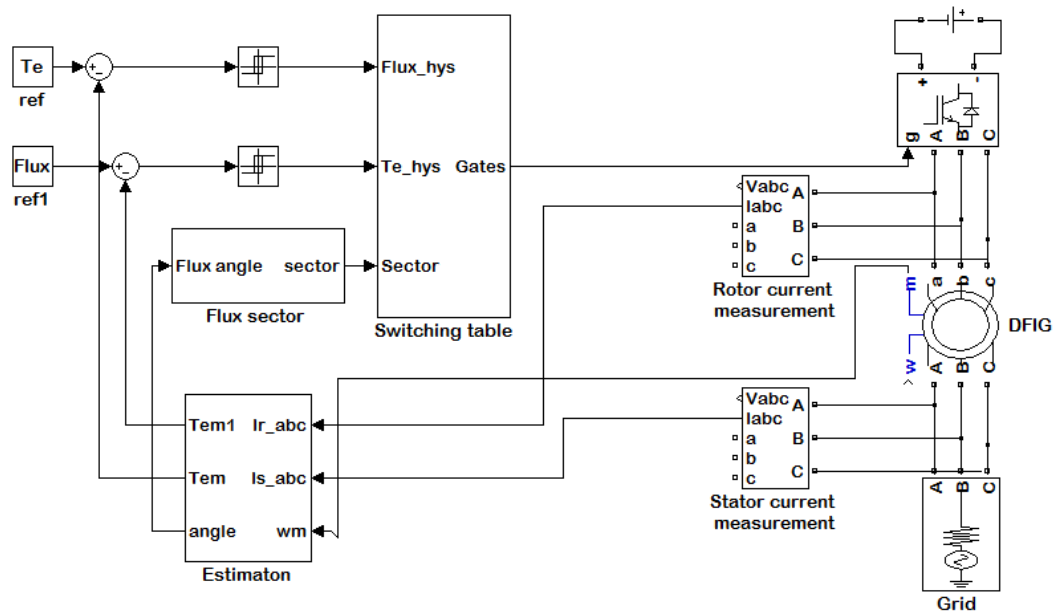 Te
+
-
ref
Flux
+
-
ref1
Flux_hys
Te_hys
Gates
Sector
Switching table
Flux angle
sector
Flux sector
Tem1
Tem
angle
Ir_abc
Is_abc
wm
Estimaton
Vabc
Iabc
a
b
c
A
B
C
Rotor current
measurement
Vabc
Iabc
a
b
c
A
B
C
Stator current
measurement
+
+
-
g
A
B
C
m
a
b
c
DFIG
w
A
B
C
A
B
C
Grid